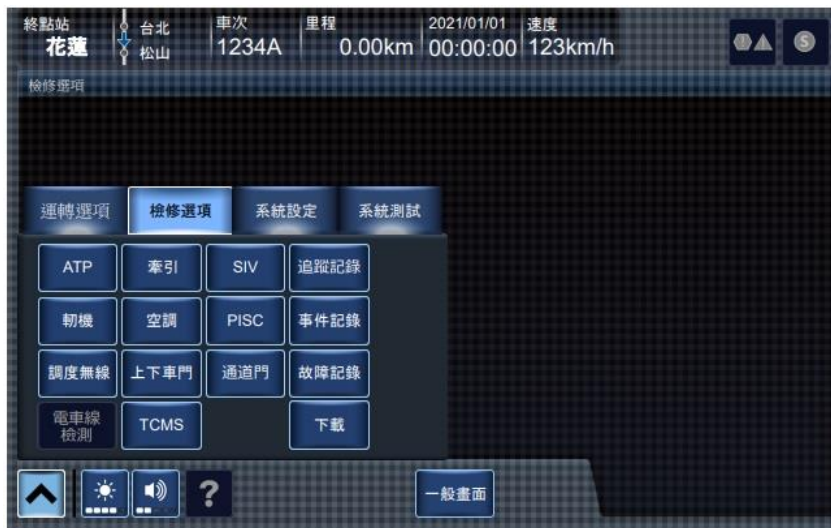 終點站
花蓮
台北
松山
車次
1234A
里程
0.00km
2021/01/01
00:00:00
速度
123km/h
S
檢修選項
運轉選項 檢修選項 系統設定 系統測試
ATP 牽引 SIV 追蹤記錄
軔機 空調 PISC 事件記錄
調度無線 上下車門 通道門 故障記錄
電車線
檢測
TCMS 下載
?
一般畫面